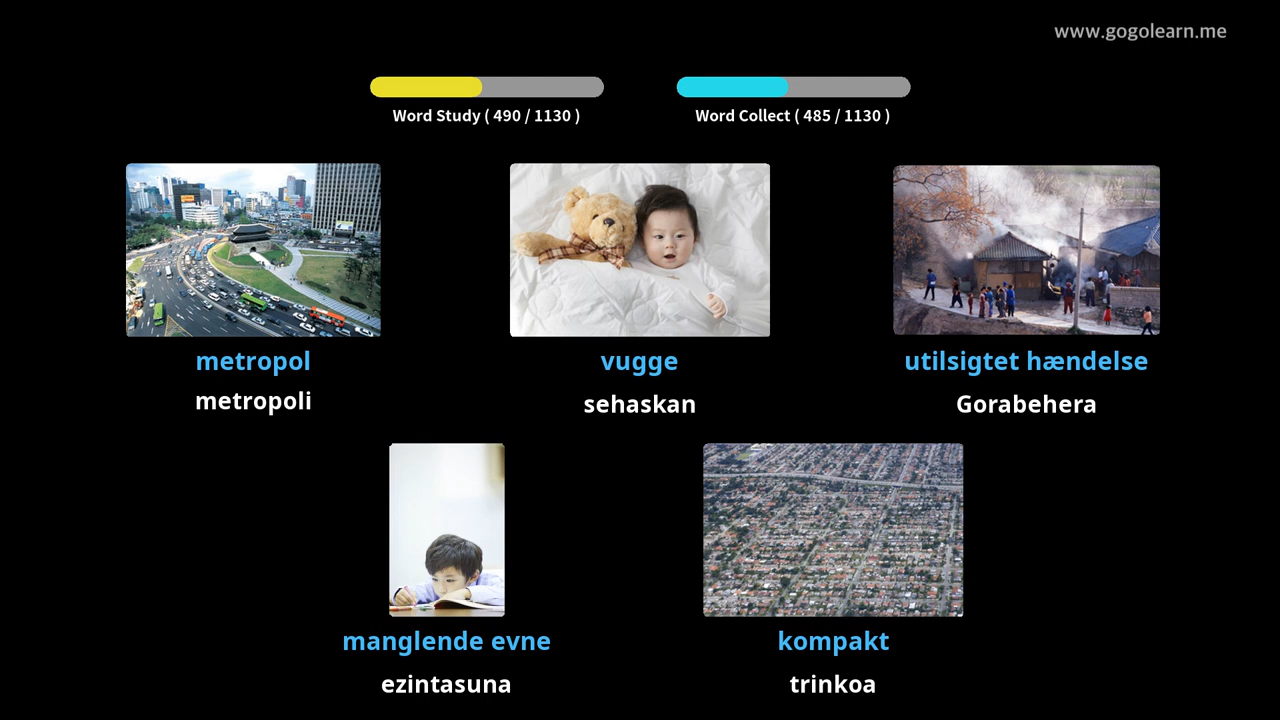 www.gogolearn.me
Word Study ( 490 / 1130 )
Word Collect ( 485 / 1130 )
metropol
metropoli
vugge
sehaskan
utilsigtet hændelse
Gorabehera
manglende evne
ezintasuna
kompakt
trinkoa